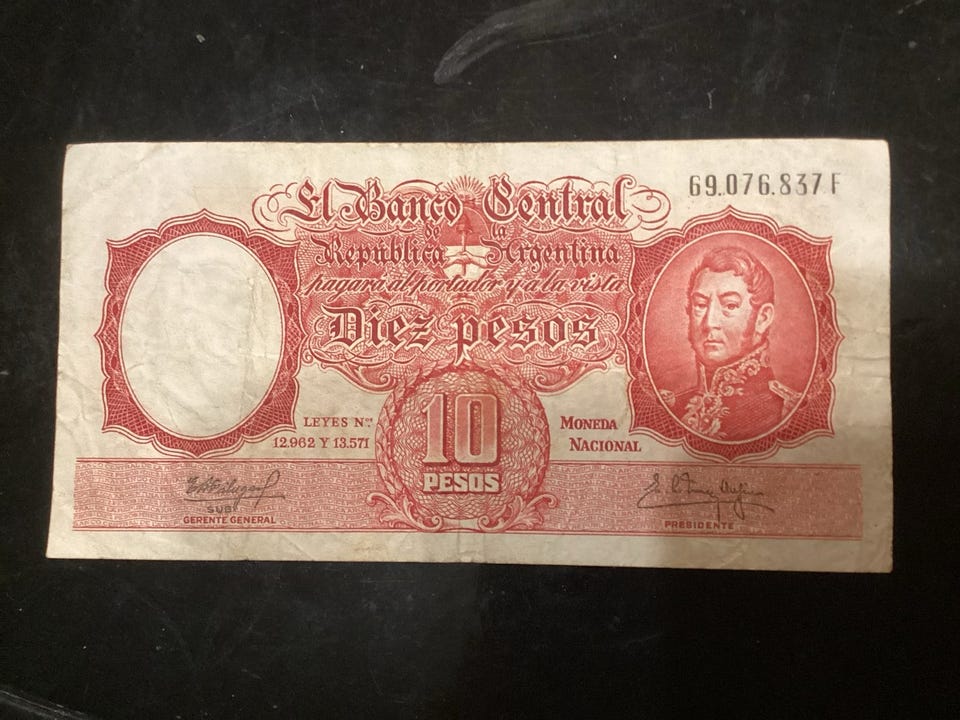 69.076.837 F
El Banco Central
de la
República Argentina
pagará al portador y a la vista
Diez pesos
LEYES Nos.
12.962 Y 13.571
10
PESOS
MONEDA
NACIONAL
SUB
GERENTE GENERAL
PRESIDENTE